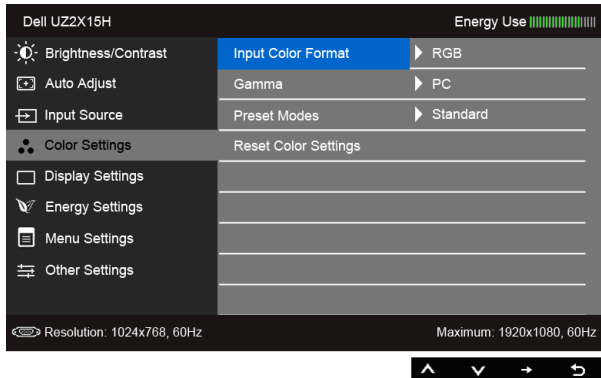 Dell UZ2X15H Energy Use
Brightness/Contrast Input Color Format RGB
Auto Adjust Gamma PC
Input Source Preset Modes Standard
Color Settings Reset Color Settings
Display Settings
Energy Settings
Menu Settings
Other Settings
Resolution: 1024x768, 60Hz Maximum: 1920x1080, 60Hz